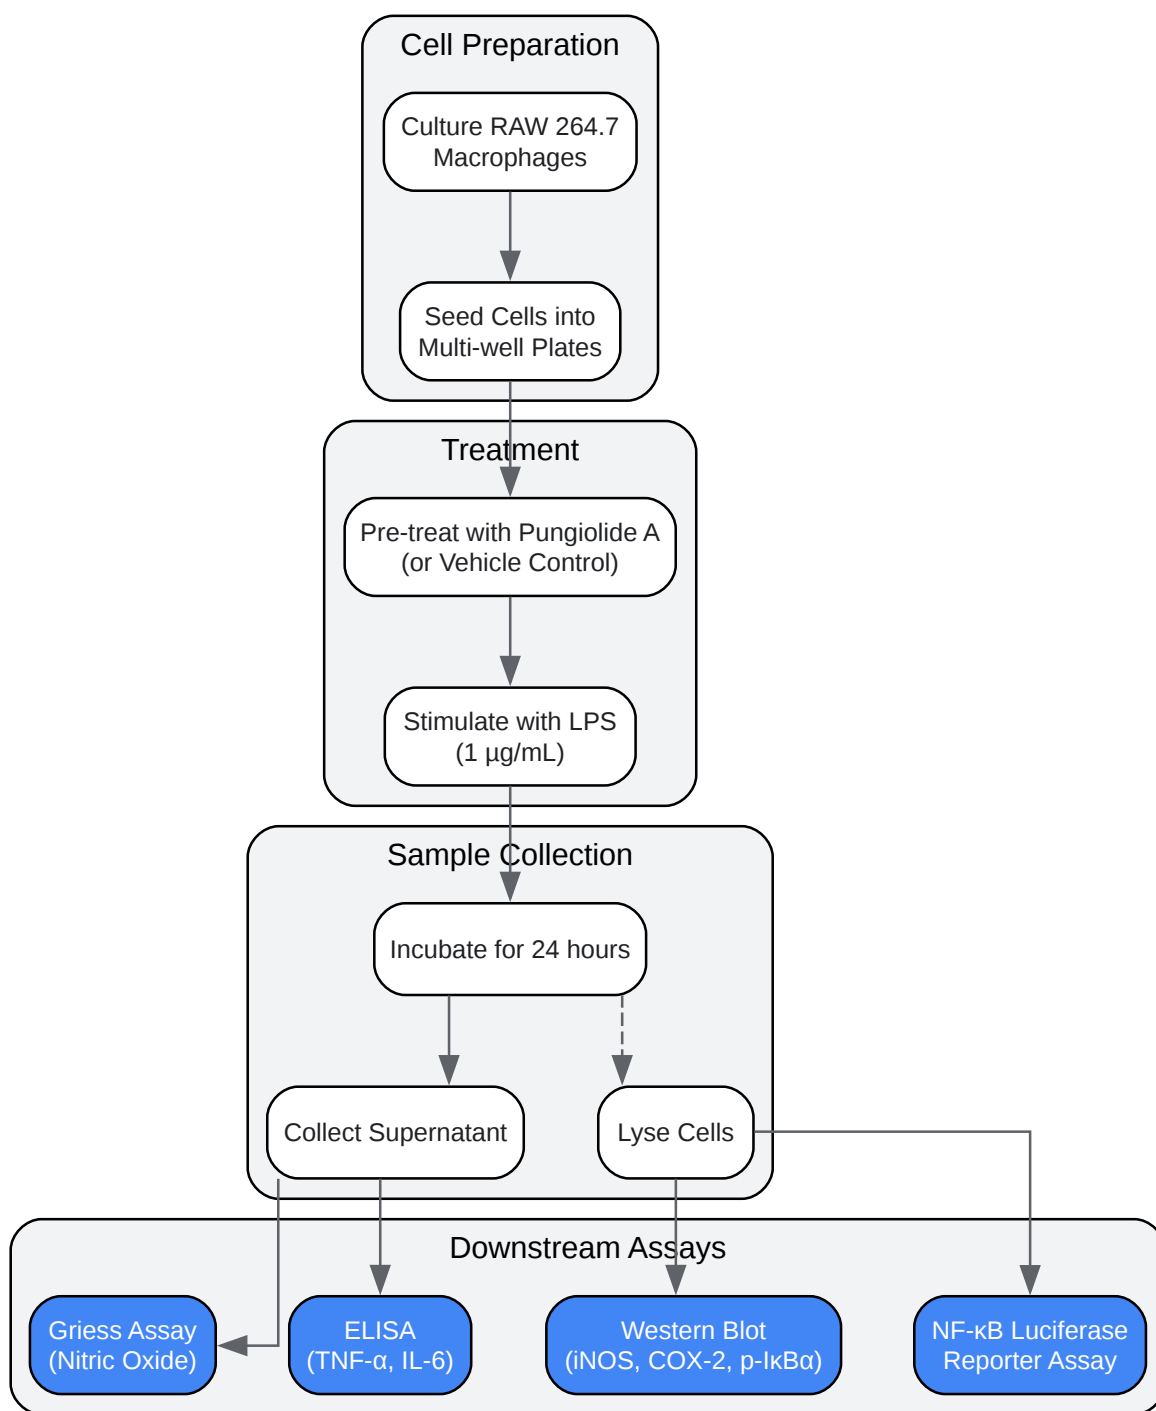 Cell Preparation
Culture RAW 264.7
Macrophages
Seed Cells into
Multi-well Plates
Treatment
Pre-treat with Pungiolide A
(or Vehicle Control)
Stimulate with LPS
(1 µg/mL)
Sample Collection
Incubate for 24 hours
Collect Supernatant
Lyse Cells
Downstream Assays
Griess Assay
(Nitric Oxide)
ELISA
(TNF-α, IL-6)
Western Blot
(iNOS, COX-2, p-IκBα)
NF-κB Luciferase
Reporter Assay